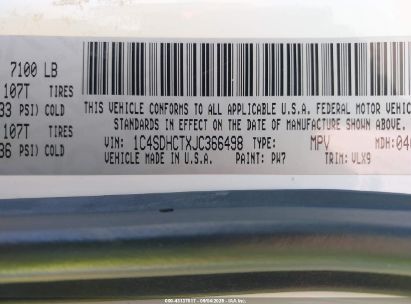 7100 LB
107T TIRES
33 PSI) COLD
107T TIRES
36 PSI) COLD
THIS VEHICLE CONFORMS TO ALL APPLICABLE U.S.A. FEDERAL MOTOR VEHIC
STANDARDS IN EFFECT ON THE DATE OF MANUFACTURE SHOWN ABOVE.
VIN: 1C4SDHCTXJC366498 TYPE: MPV MDH: 04
VEHICLE MADE IN U.S.A. PAINT: PW7 TRIM: VLX9